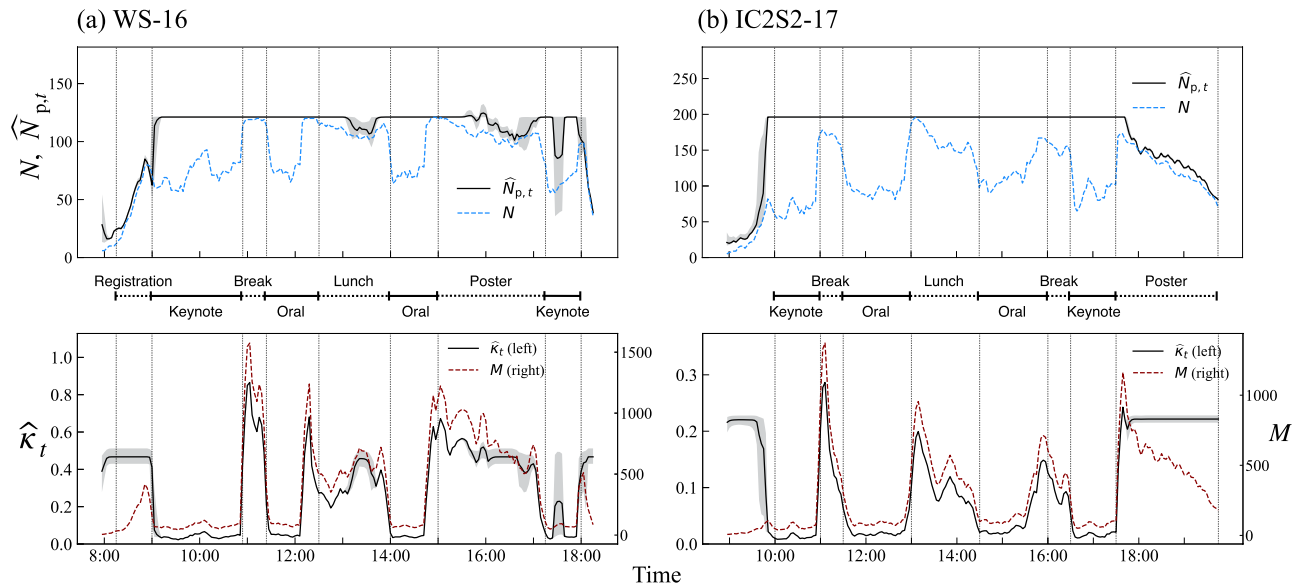 (a) WS-16
(b) IC2S2-17
N, N̂p,t
150
100
50
0
N̂p,t
N
250
200
150
100
50
0
N̂p,t
N
Registration
Break
Lunch
Poster
Keynote
Oral
Oral
Keynote
Break
Lunch
Break
Poster
Keynote
Oral
Oral
Keynote
κ̂t
1.0
0.8
0.6
0.4
0.2
0.0
κ̂t (left)
M (right)
1500
1000
500
0
8:00
10:00
12:00
14:00
16:00
18:00
0.3
0.2
0.1
0.0
κ̂t (left)
M (right)
1000
500
0
M
10:00
12:00
14:00
16:00
18:00
Time